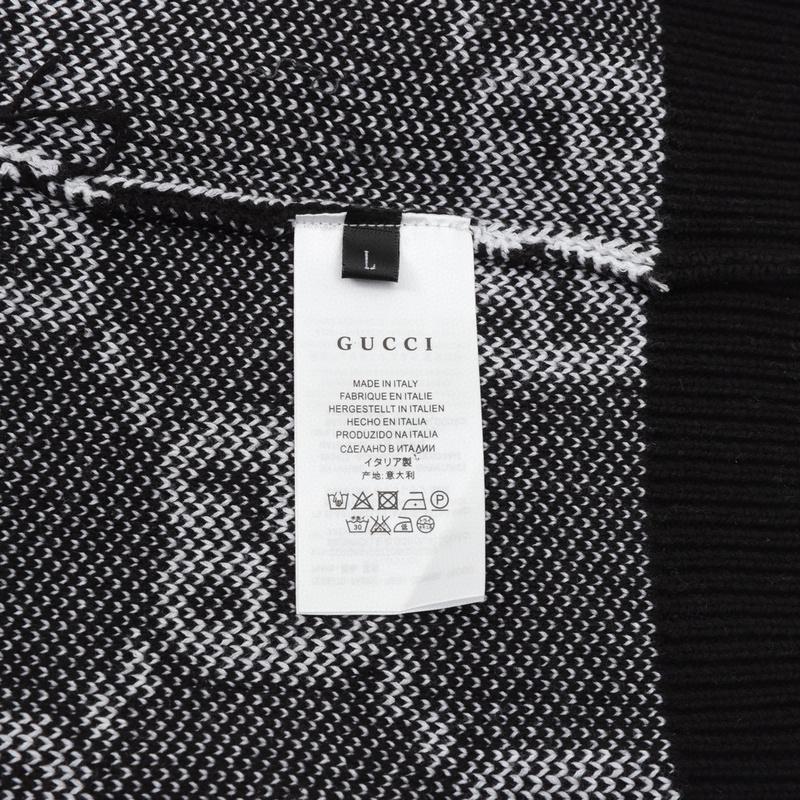 L
GUCCI
MADE IN ITALY
FABRIQUE EN ITALIE
HERGESTELLT IN ITALIEN
HECHO EN ITALIA
PRODUZIDO NA ITALIA
СДЕЛАНО В ИТАЛИИ
イタリア製
产地:意大利
P
30